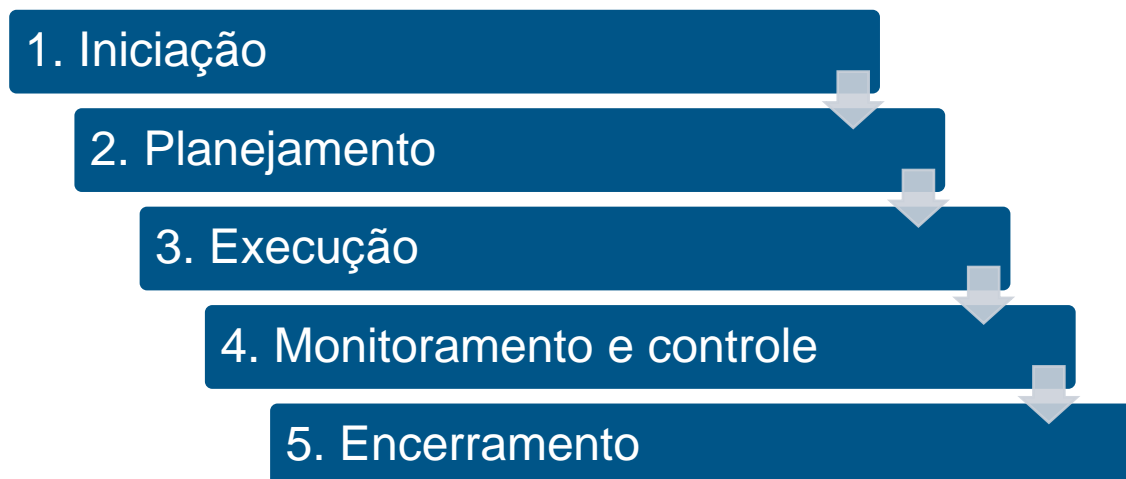 1. Iniciação
2. Planejamento
3. Execução
4. Monitoramento e controle
5. Encerramento